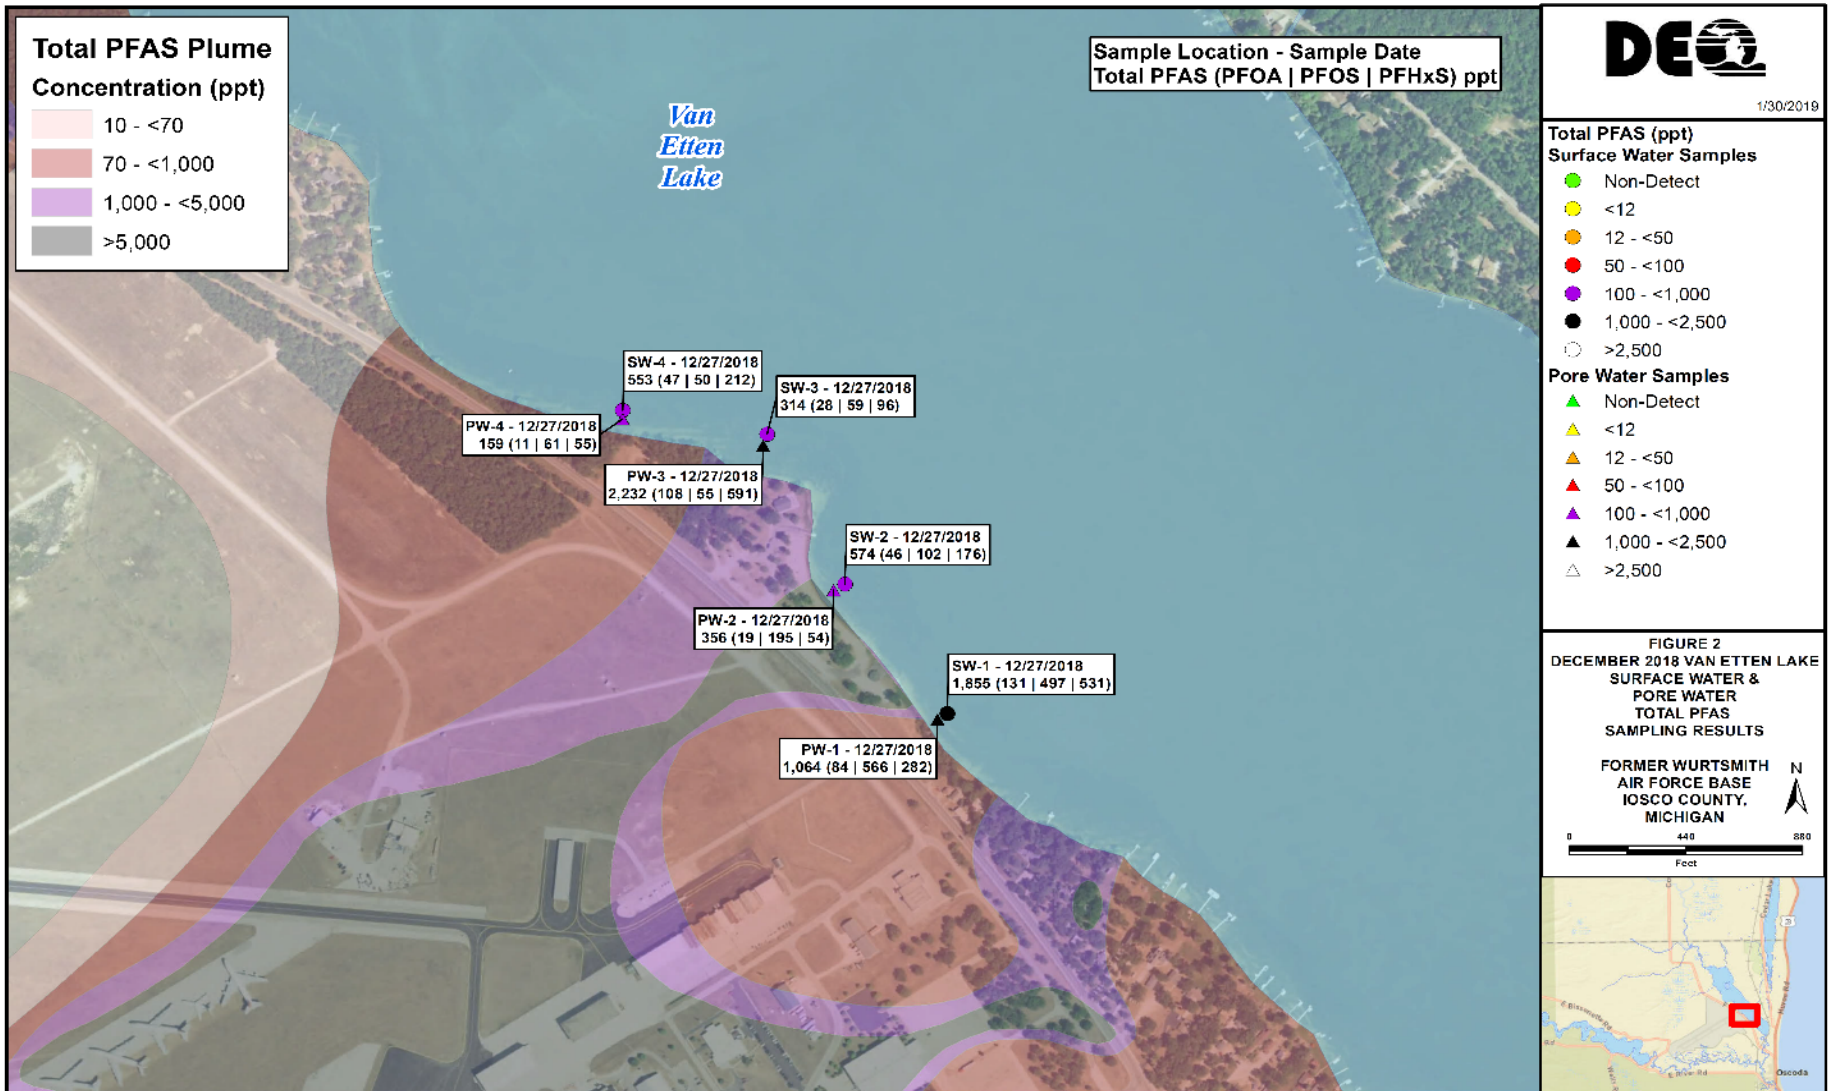 Total PFAS Plume
Concentration (ppt)
10 - <70
70 - <1,000
1,000 - <5,000
>5,000
Van
Etten
Lake
Sample Location - Sample Date
Total PFAS (PFOA | PFOS | PFHxS) ppt
SW-4 - 12/27/2018
553 (47 | 50 | 212)
SW-3 - 12/27/2018
314 (28 | 59 | 96)
PW-4 - 12/27/2018
159 (11 | 61 | 55)
PW-3 - 12/27/2018
2,232 (108 | 55 | 591)
SW-2 - 12/27/2018
574 (46 | 102 | 176)
PW-2 - 12/27/2018
356 (19 | 195 | 54)
SW-1 - 12/27/2018
1,855 (131 | 497 | 531)
PW-1 - 12/27/2018
1,064 (84 | 566 | 282)
DEQ
1/30/2019
Total PFAS (ppt)
Surface Water Samples
Non-Detect
<12
12 - <50
50 - <100
100 - <1,000
1,000 - <2,500
>2,500
Pore Water Samples
Non-Detect
<12
12 - <50
50 - <100
100 - <1,000
1,000 - <2,500
>2,500
FIGURE 2
DECEMBER 2018 VAN ETTEN LAKE
SURFACE WATER &
PORE WATER
TOTAL PFAS
SAMPLING RESULTS
FORMER WURTSMITH
AIR FORCE BASE
IOSCO COUNTY,
MICHIGAN
N
0 440 880
Feet
Cedar Lake
E Bissonette Rd
Rd
E River Rd
Oscoda